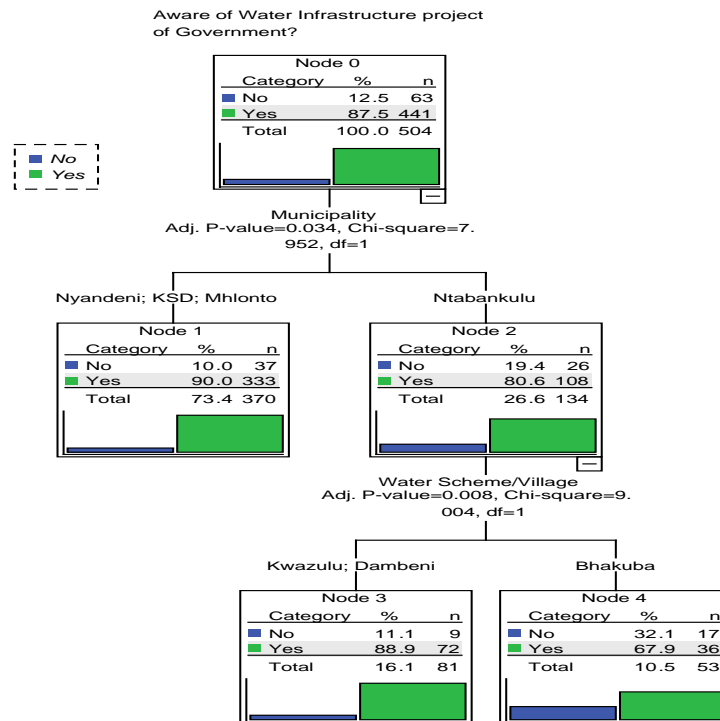 Aware of Water Infrastructure project
of Government?
Node 0
Category % n
No 12.5 63
Yes 87.5 441
Total 100.0 504
No
Yes
Municipality
Adj. P-value=0.034, Chi-square=7.
952, df=1
Nyandeni; KSD; Mhlonto
Ntabankulu
Node 1
Category % n
No 10.0 37
Yes 90.0 333
Total 73.4 370
Node 2
Category % n
No 19.4 26
Yes 80.6 108
Total 26.6 134
Water Scheme/Village
Adj. P-value=0.008, Chi-square=9.
004, df=1
Kwazulu; Dambeni
Bhakuba
Node 3
Category % n
No 11.1 9
Yes 88.9 72
Total 16.1 81
Node 4
Category % n
No 32.1 17
Yes 67.9 36
Total 10.5 53